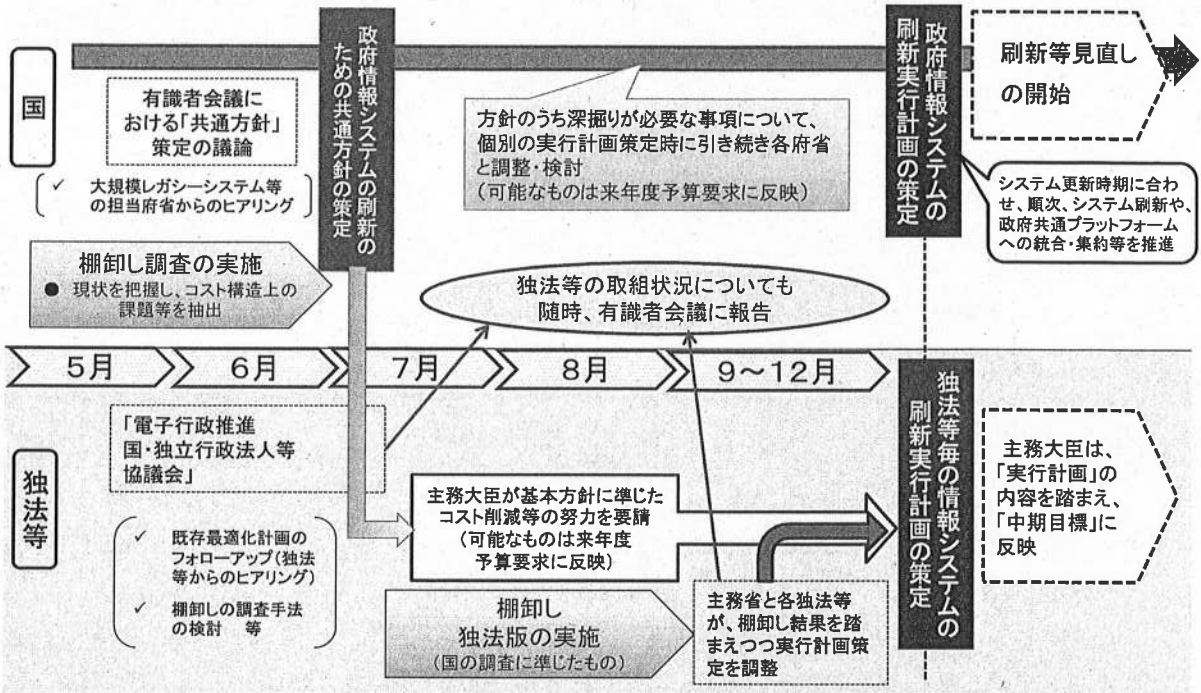 国
有識者会議に
おける「共通方針」
策定の議論
✓ 大規模レガシーシステム等
の担当府省からのヒアリング
棚卸し調査の実施
● 現状を把握し、コスト構造上の
課題等を抽出
政府情報システムの刷新の
ための共通方針の策定
方針のうち深掘りが必要な事項について、
個別の実行計画策定時に引き続き各府省
と調整・検討
(可能なものは来年度予算要求に反映)
政府情報システムの
刷新実行計画の策定
刷新等見直し
の開始
システム更新時期に合わ
せ、順次、システム刷新や、
政府共通プラットフォーム
への統合・集約等を推進
独法等の取組状況についても
随時、有識者会議に報告
5月
6月
7月
8月
9~12月
独法等
「電子行政推進
国・独立行政法人等
協議会」
✓ 既存最適化計画の
フォローアップ(独法
等からのヒアリング)
✓ 棚卸しの調査手法
の検討 等
主務大臣が基本方針に準じた
コスト削減等の努力を要請
(可能なものは来年度
予算要求に反映)
棚卸し
独法版の実施
(国の調査に準じたもの)
主務省と各独法等
が、棚卸し結果を踏
まえつつ実行計画策
定を調整
独法等毎の情報システムの
刷新実行計画の策定
主務大臣は、
「実行計画」の
内容を踏まえ、
「中期目標」に
反映